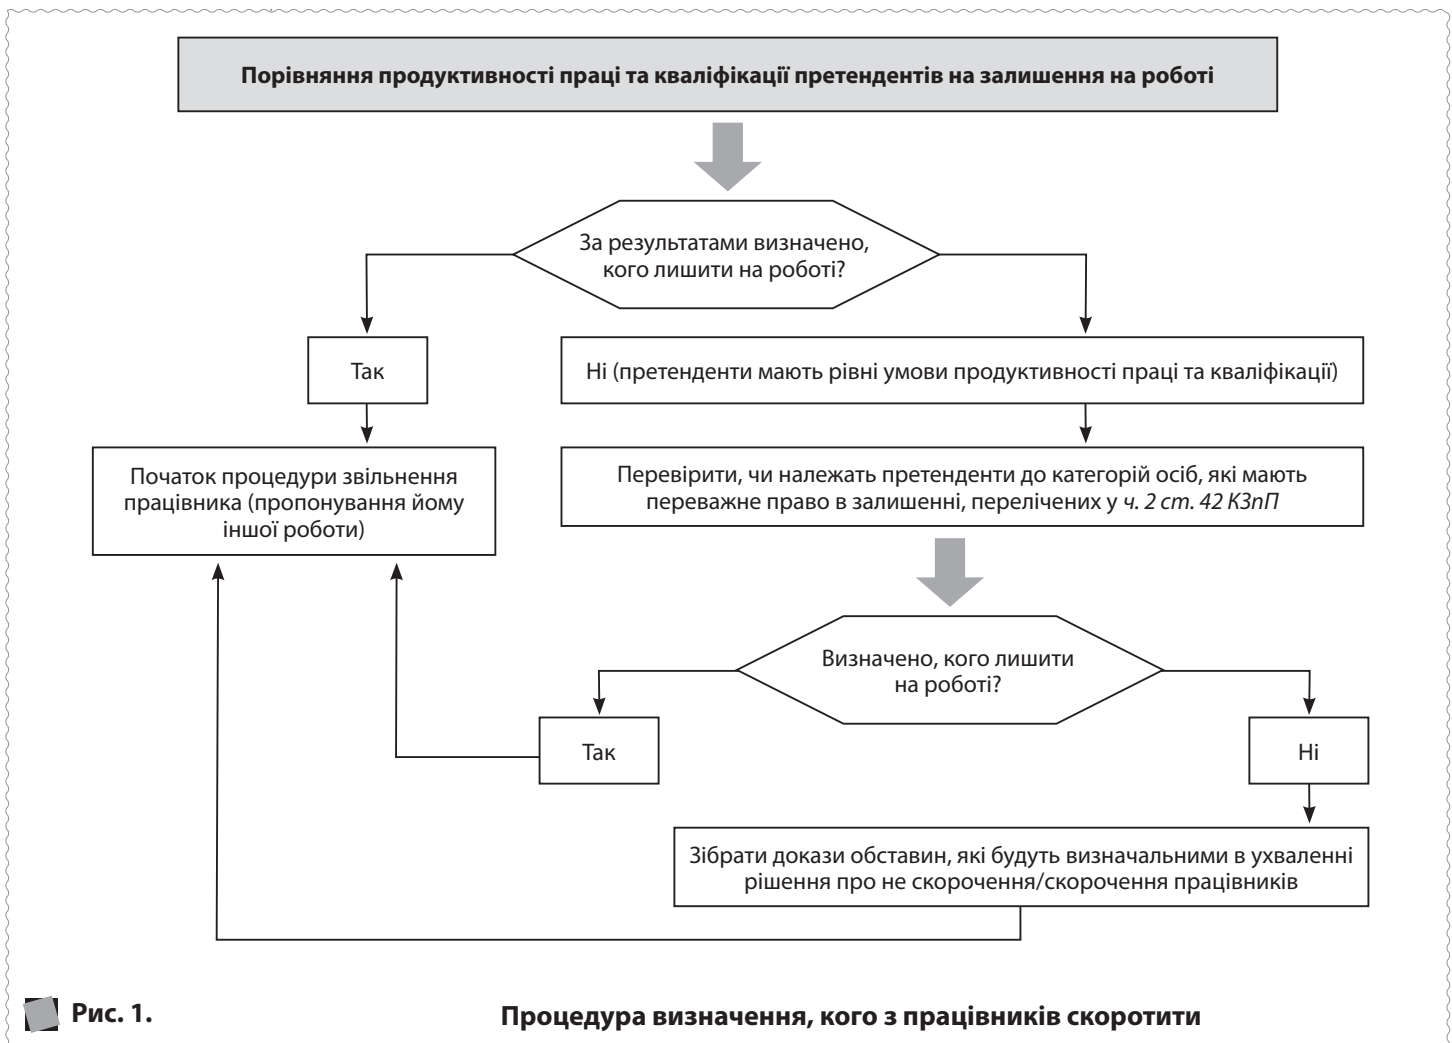 Порівняння продуктивності праці та кваліфікації претендентів на залишення на роботі
За результатами визначено,
кого лишити на роботі?
Так
Ні (претенденти мають рівні умови продуктивності праці та кваліфікації)
Початок процедури звільнення
працівника (пропонування йому
іншої роботи)
Перевірити, чи належать претенденти до категорій осіб, які мають
переважне право в залишенні, перелічених у ч. 2 ст. 42 КЗпП
Визначено, кого лишити
на роботі?
Так
Ні
Зібрати докази обставин, які будуть визначальними в ухваленні
рішення про не скорочення/скорочення працівників
Рис. 1.
Процедура визначення, кого з працівників скоротити